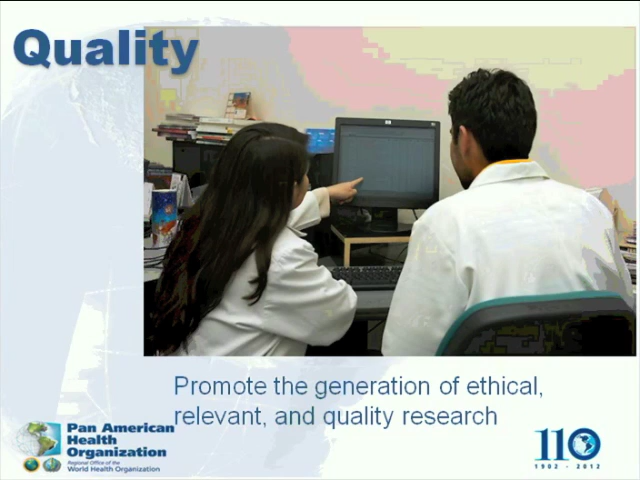 Quality
Promote the generation of ethical,
relevant, and quality research
Pan American
Health
Organization
Regional Office of the
World Health Organization
110
1902 - 2012